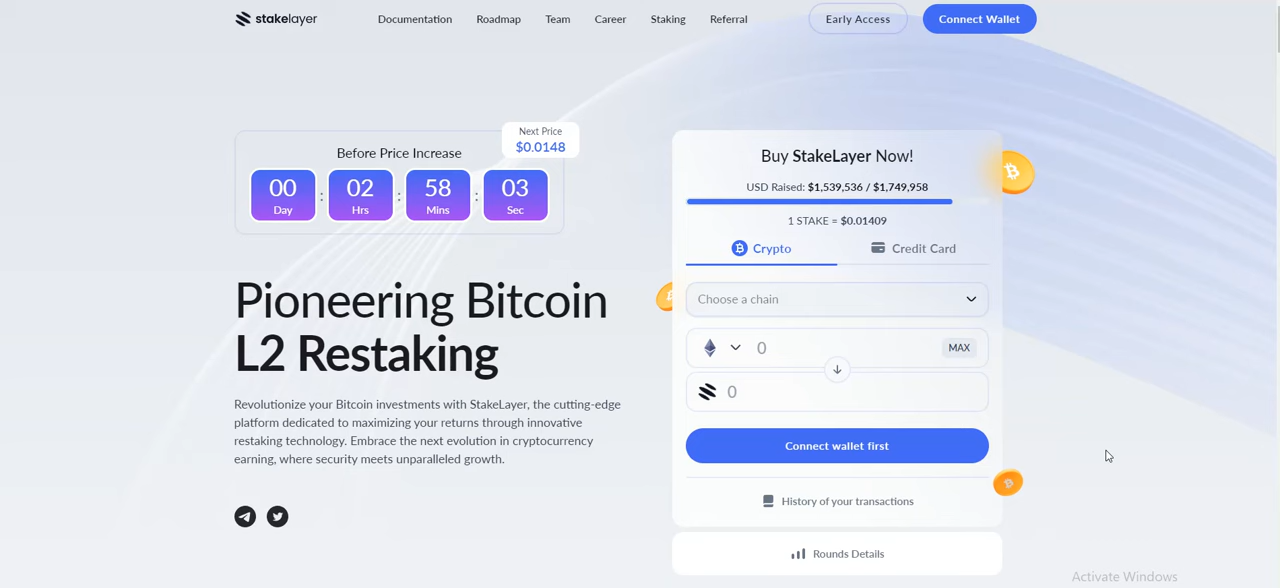 stakelayer
Documentation Roadmap Team Career Staking Referral Early Access Connect Wallet
Next Price
$0.0148
Before Price Increase
00 : 02 : 58 : 03
Day Hrs Mins Sec
Pioneering Bitcoin
L2 Restaking
Revolutionize your Bitcoin investments with StakeLayer, the cutting-edge
platform dedicated to maximizing your returns through innovative
restaking technology. Embrace the next evolution in cryptocurrency
earning, where security meets unparalleled growth.
Buy StakeLayer Now!
USD Raised: $1,539,536 / $1,749,958
1 STAKE = $0.01409
Crypto Credit Card
Choose a chain
0 MAX
0
Connect wallet first
History of your transactions
Rounds Details
Activate Windows